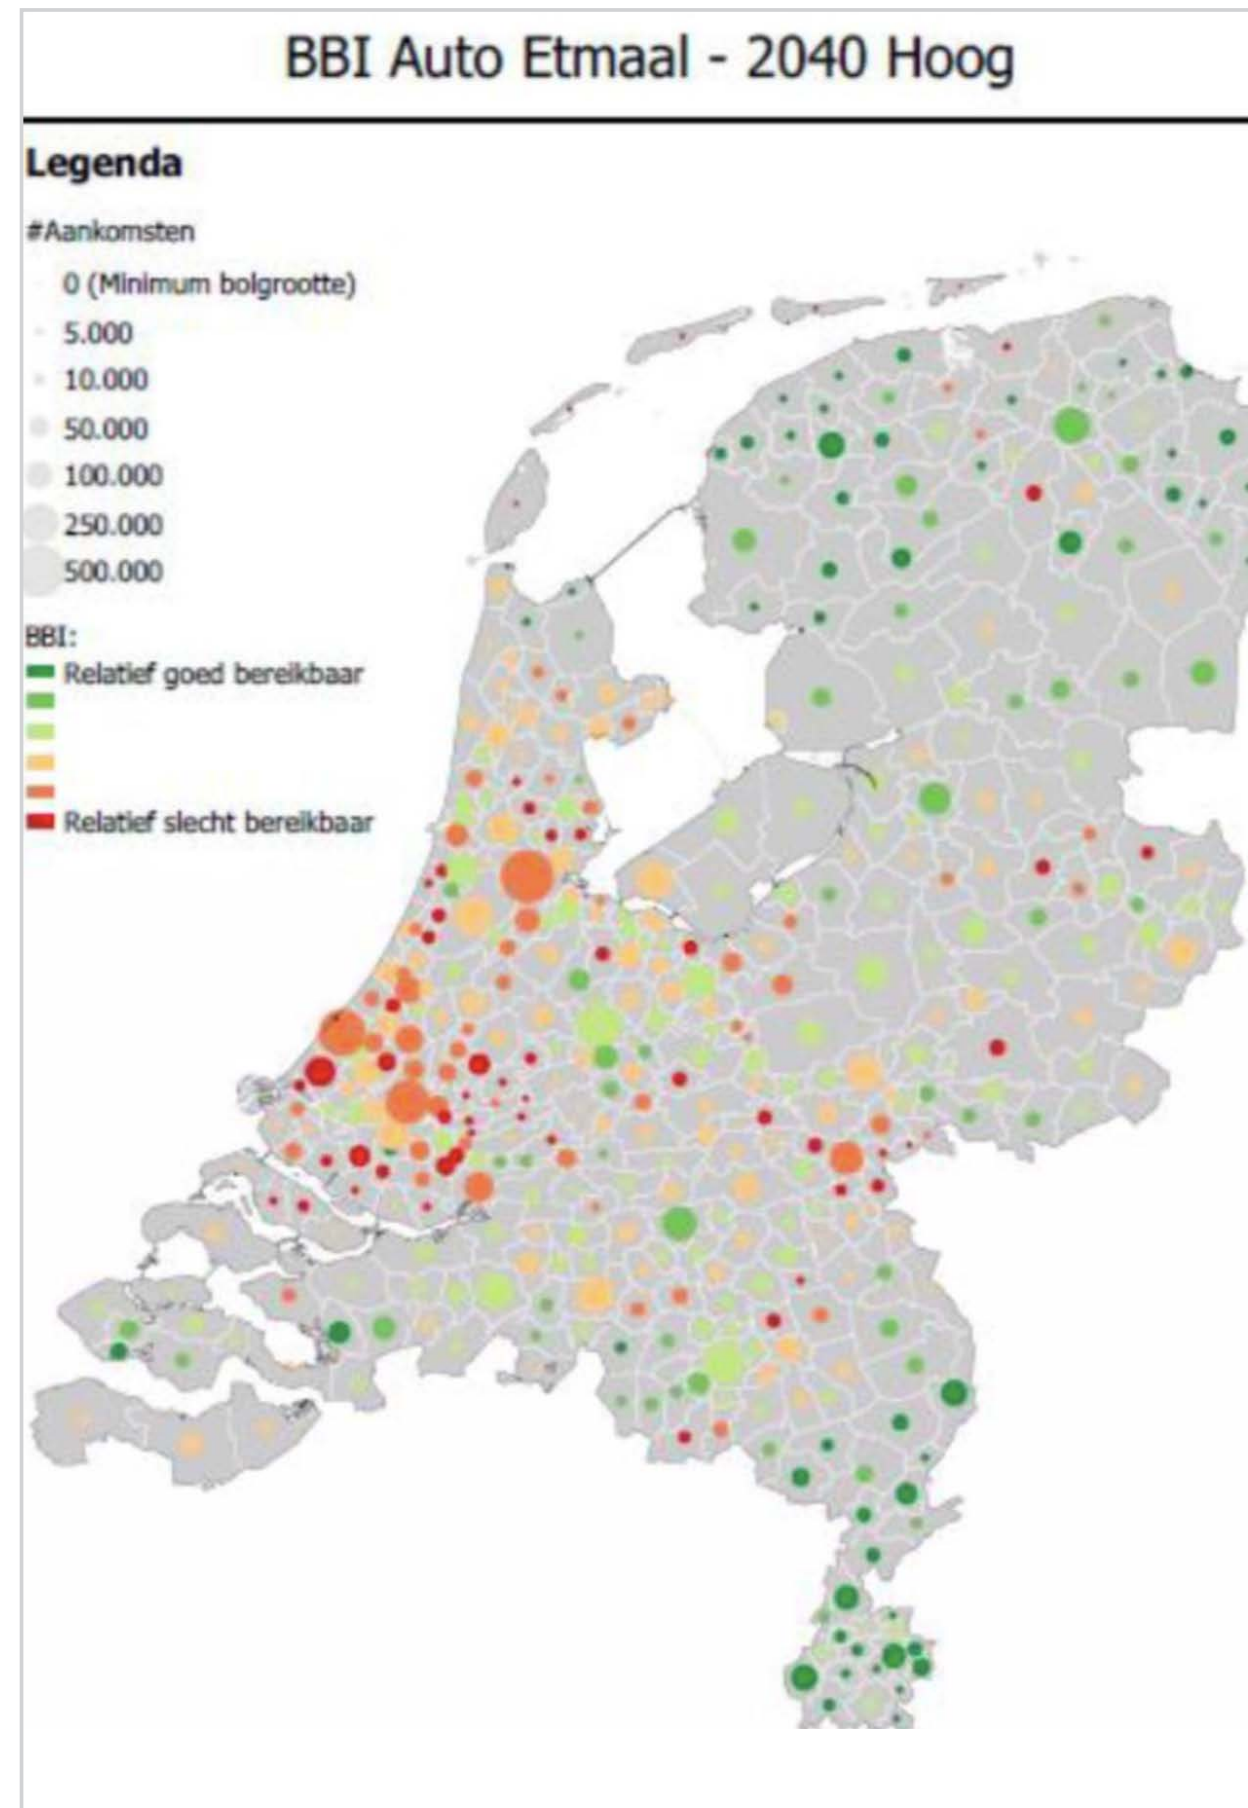 BBI Auto Etmaal - 2040 Hoog
Legenda
#Aankomsten
0 (Minimum bolgrootte)
5.000
10.000
50.000
100.000
250.000
500.000
BBI:
Relatief goed bereikbaar
Relatief slecht bereikbaar